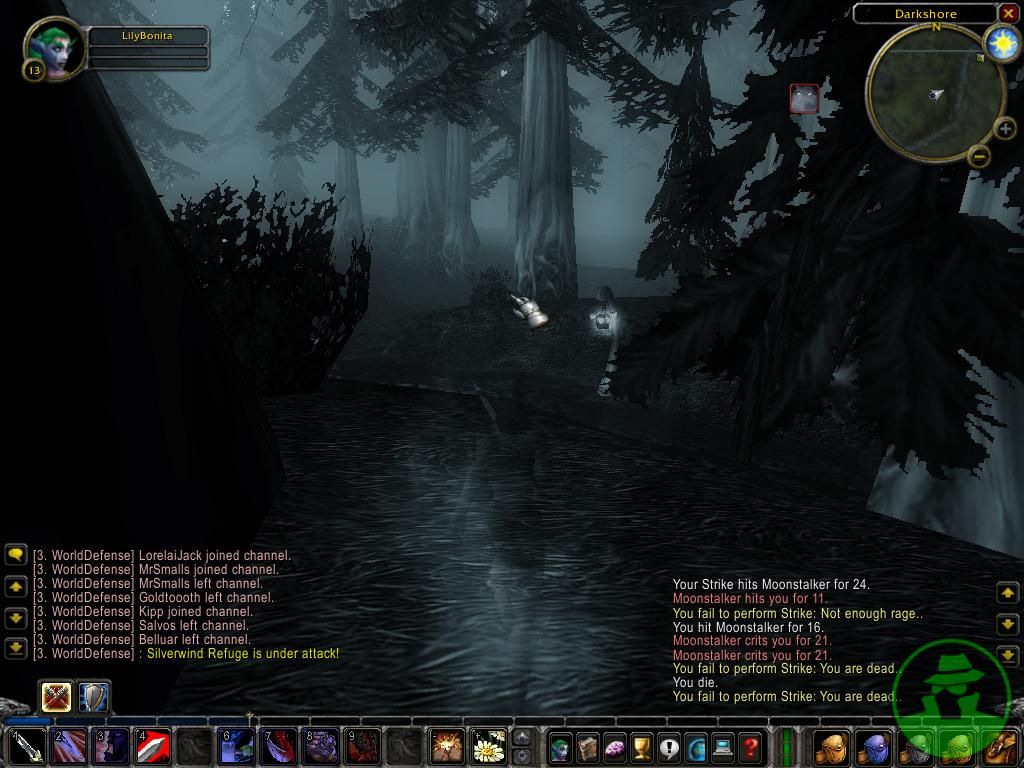 LilyBonita
13
Darkshore
N
[3. WorldDefense] LorelaiJack joined channel.
[3. WorldDefense] MrSmalls joined channel.
[3. WorldDefense] MrSmalls left channel.
[3. WorldDefense] Goldtoooth left channel.
[3. WorldDefense] Kipp joined channel.
[3. WorldDefense] Salvos left channel.
[3. WorldDefense] Belluar left channel.
[3. WorldDefense] : Silverwind Refuge is under attack!
Your Strike hits Moonstalker for 24.
Moonstalker hits you for 11.
You fail to perform Strike: Not enough rage..
You hit Moonstalker for 16.
Moonstalker crits you for 21.
Moonstalker crits you for 21.
You fail to perform Strike: You are dead..
You die.
You fail to perform Strike: You are dead..
1 2 3 4 6 7 8 9